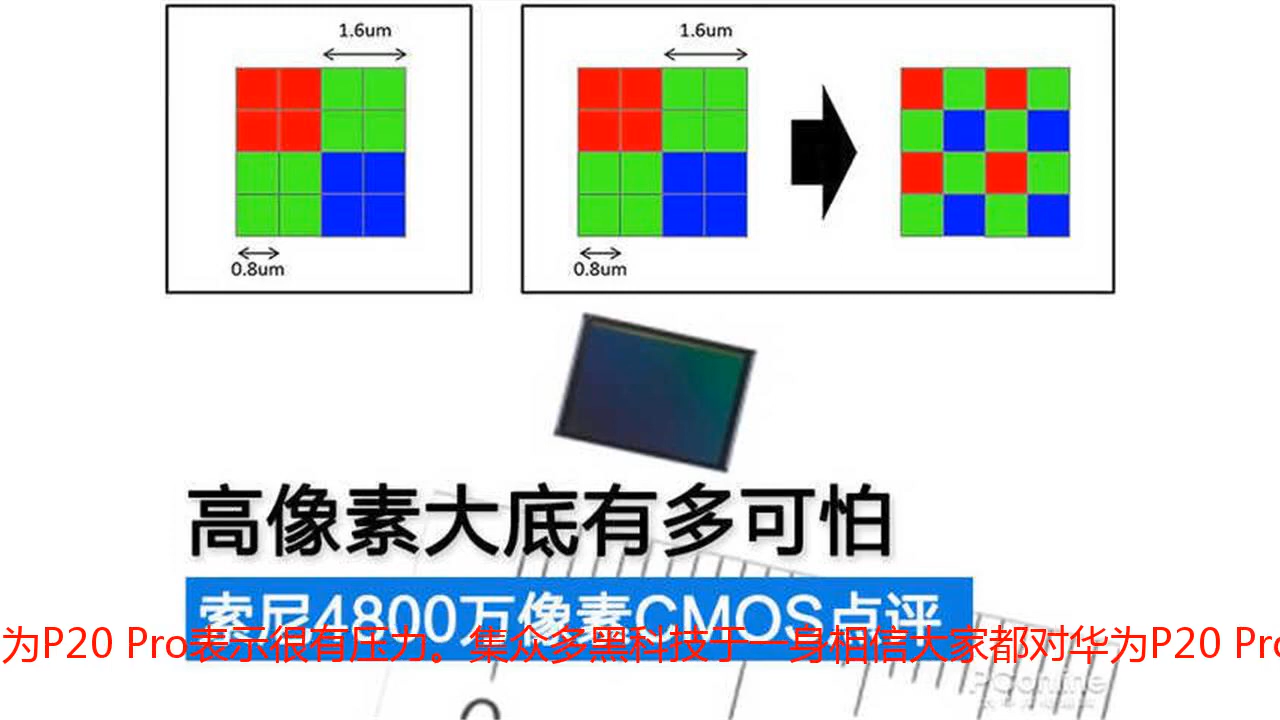 1.6um
0.8um
1.6um
0.8um
高像素大底有多可怕
索尼4800万像素CMOS点评
为P20 Pro表示很有压力。集众多黑科技于一身相信大家都对华为P20 Pro
PConline